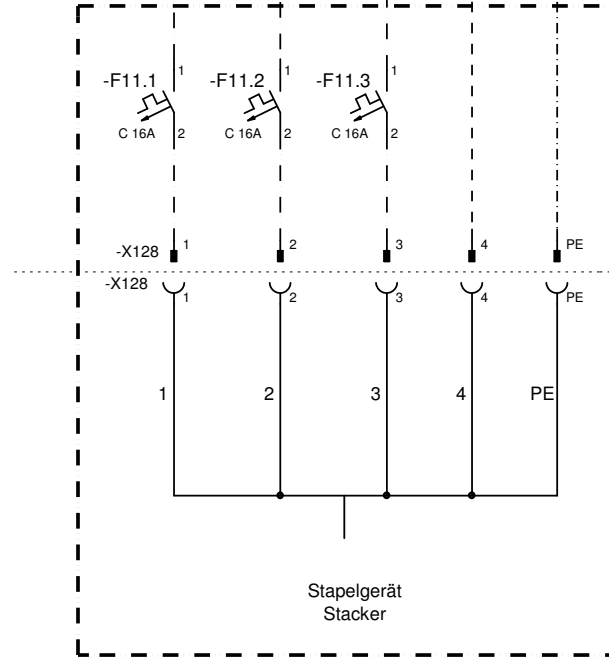 1 1 1
-F11.1 -F11.2 -F11.3
C 16A 2 C 16A 2 C 16A 2
-X128 1 2 3 4 PE
-X128 1 2 3 4 PE
1 2 3 4 PE
Stapelgerät
Stacker